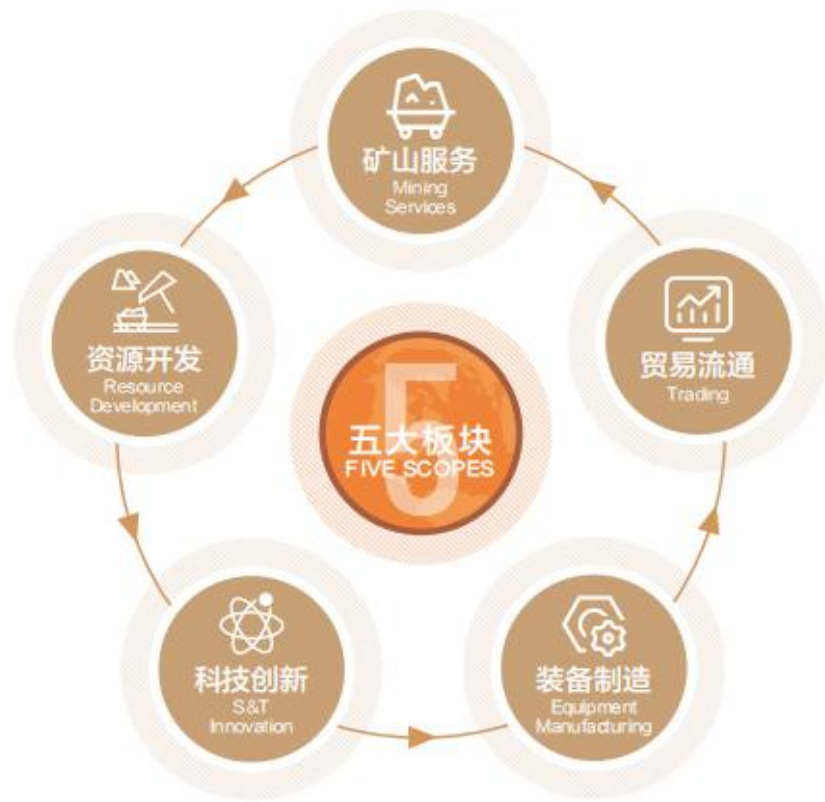 矿山服务
Mining
Services
资源开发
Resource
Development
贸易流通
Trading
5
五大板块
FIVE SCOPES
科技创新
S&T
Innovation
装备制造
Equipment
Manufacturing